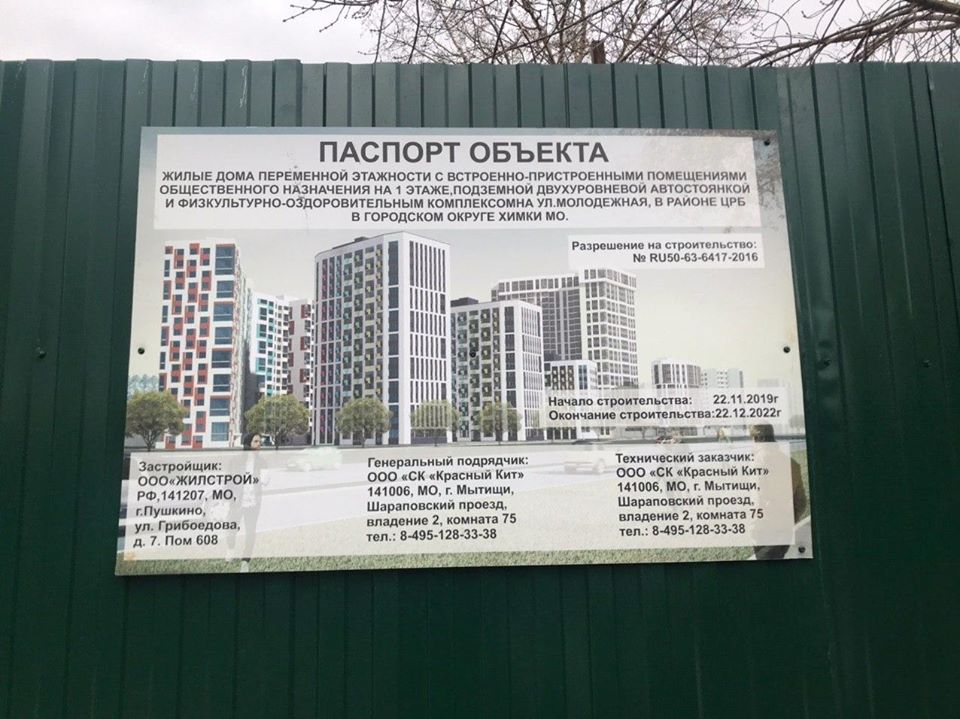 ПАСПОРТ ОБЪЕКТА
ЖИЛЫЕ ДОМА ПЕРЕМЕННОЙ ЭТАЖНОСТИ С ВСТРОЕННО-ПРИСТРОЕННЫМИ ПОМЕЩЕНИЯМИ
ОБЩЕСТВЕННОГО НАЗНАЧЕНИЯ НА 1 ЭТАЖЕ,ПОДЗЕМНОЙ ДВУХУРОВНЕВОЙ АВТОСТОЯНКОЙ
И ФИЗКУЛЬТУРНО-ОЗДОРОВИТЕЛЬНЫМ КОМПЛЕКСОМНА УЛ.МОЛОДЕЖНАЯ, В РАЙОНЕ ЦРБ
В ГОРОДСКОМ ОКРУГЕ ХИМКИ МО.
Разрешение на строительство:
№ RU50-63-6417-2016
Начало строительства: 22.11.2019г
Окончание строительства:22.12.2022г
Застройщик:
ООО«ЖИЛСТРОЙ»
РФ,141207, МО,
г.Пушкино,
ул. Грибоедова,
д. 7. Пом 608
Генеральный подрядчик:
ООО «СК «Красный Кит»
141006, МО, г. Мытищи,
Шараповский проезд,
владение 2, комната 75
тел.: 8-495-128-33-38
Технический заказчик:
ООО «СК «Красный Кит»
141006, МО, г. Мытищи,
Шараповский проезд,
владение 2, комната 75
тел.: 8-495-128-33-38